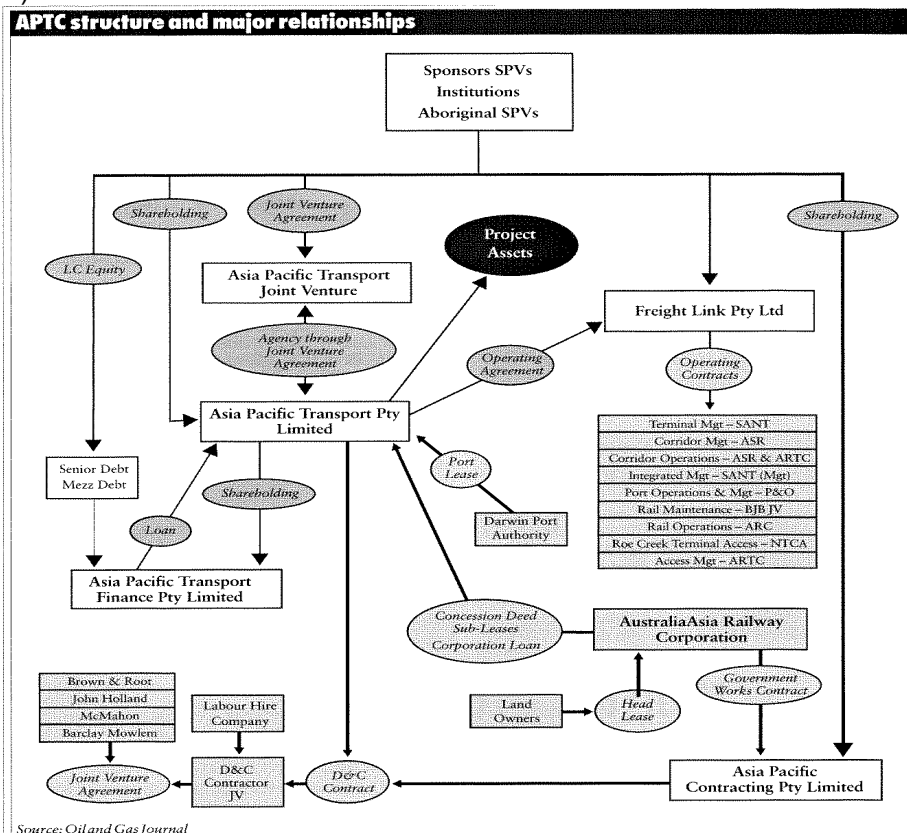 APTC structure and major relationships
Sponsors SPVs
Institutions
Aboriginal SPVs
Shareholding
Joint Venture
Agreement
Shareholding
LC Equity
Project
Assets
Asia Pacific Transport
Joint Venture
Freight Link Pty Ltd
Agency through
Joint Venture
Agreement
Operating
Agreement
Operating
Contracts
Asia Pacific Transport Pty
Limited
Terminal Mgt – SANT
Corridor Mgt – ASR
Corridor Operations – ASR & ARTC
Integrated Mgt – SANT (Mgt)
Port Operations & Mgt – P&O
Rail Maintenance – BJB JV
Rail Operations – ARC
Roe Creek Terminal Access – NTCA
Access Mgt – ARTC
Senior Debt
Mezz Debt
Shareholding
Port
Lease
Loan
Darwin Port
Authority
Asia Pacific Transport
Finance Pty Limited
Concession Deed
Sub-Leases
Corporation Loan
AustraliaAsia Railway
Corporation
Brown & Root
John Holland
McMahon
Barclay Mowlem
Labour Hire
Company
Land
Owners
Head
Lease
Government
Works Contract
Joint Venture
Agreement
D&C
Contractor
JV
D&C
Contract
Asia Pacific
Contracting Pty Limited
Source: Oil and Gas Journal